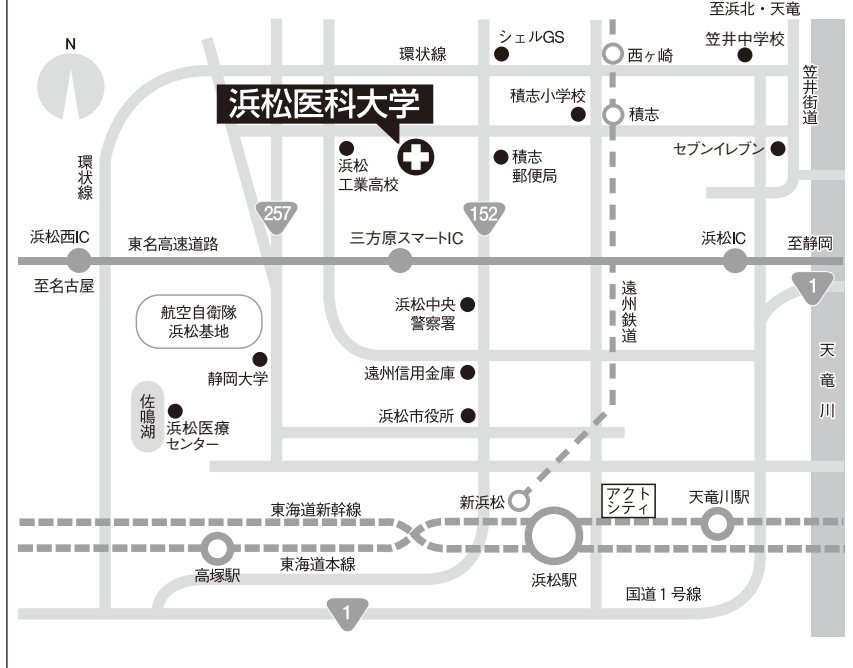 至浜北・天竜
N
シェルGS
環状線
西ヶ崎
笠井中学校
笠井街道
浜松医科大学
積志小学校
積志
環状線
浜松
工業高校
積志
郵便局
セブンイレブン
257
152
浜松西IC
東名高速道路
三方原スマートIC
浜松IC
至静岡
至名古屋
1
航空自衛隊
浜松基地
浜松中央
警察署
遠州鉄道
静岡大学
遠州信用金庫
天竜川
佐鳴湖
浜松医療
センター
浜松市役所
新浜松
アクト
シティ
天竜川駅
東海道新幹線
東海道本線
高塚駅
浜松駅
国道1号線
1